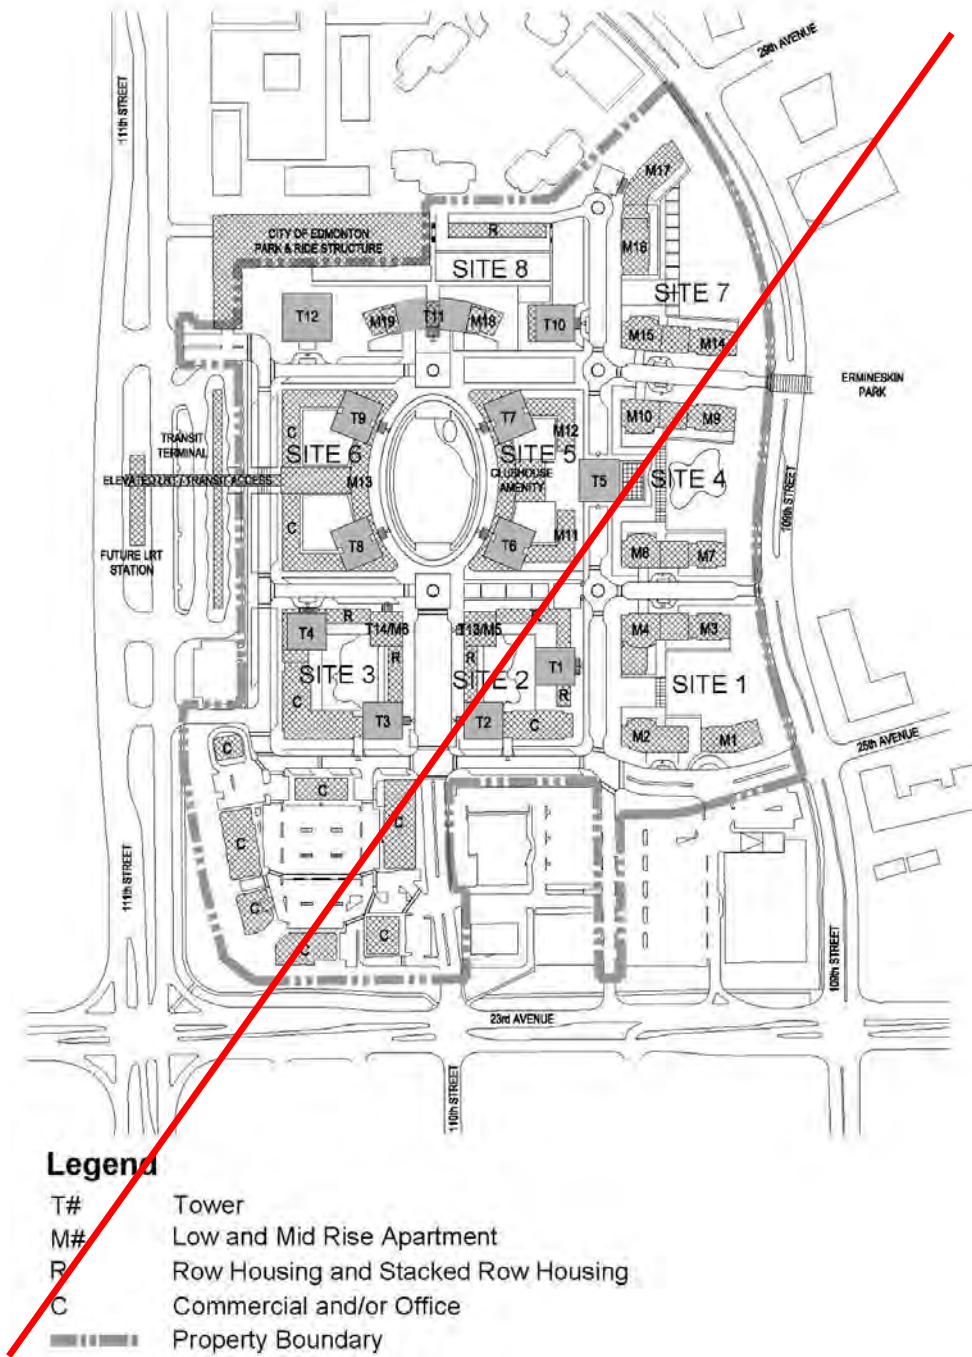 29th AVENUE
111th STREET
M17
CITY OF EDMONTON
PARK & RIDE STRUCTURE
R
M16
SITE 8
SITE 7
T12
M19
T11
M18
T10
M15
M14
ERMINESKIN
PARK
T9
T7
M10
M9
C
M12
TRANSIT
TERMINAL
SITE 6
SITE 5
CLUBHOUSE
AMENITY
ELEVATED LRT / TRANSIT ACCESS
M13
T5
SITE 4
109th STREET
C
M11
FUTURE LRT
STATION
T8
T6
M8
M7
R
T4
T14/M6
T13/M5
M4
M3
R
R
SITE 3
SITE 2
T1
SITE 1
R
C
T3
T2
C
M2
M1
25th AVENUE
C
C
C
C
111th STREET
C
C
C
109th STREET
23rd AVENUE
110th STREET
Legend
T# Tower
M# Low and Mid Rise Apartment
R Row Housing and Stacked Row Housing
C Commercial and/or Office
Property Boundary